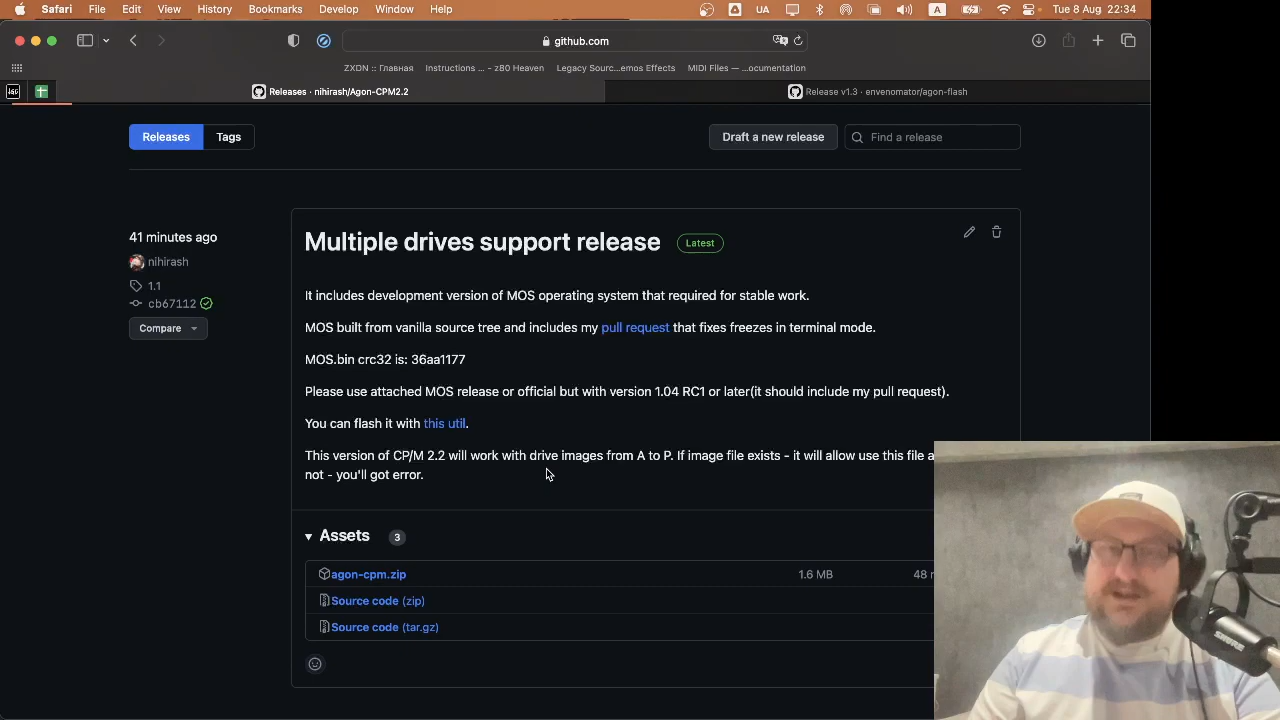 Safari File Edit View History Bookmarks Develop Window Help UA A Tue 8 Aug 22:34
github.com
ZXDN :: Главная Instructions ... - z80 Heaven Legacy Sourc...emos Effects MIDI Files — ...ocumentation
Releases · nihirash/Agon-CPM2.2 Release v1.3 · envenomator/agon-flash
Releases Tags Draft a new release Find a release
41 minutes ago
nihirash
1.1
cb67112
Compare
Multiple drives support release Latest
It includes development version of MOS operating system that required for stable work.
MOS built from vanilla source tree and includes my pull request that fixes freezes in terminal mode.
MOS.bin crc32 is: 36aa1177
Please use attached MOS release or official but with version 1.04 RC1 or later(it should include my pull request).
You can flash it with this util.
This version of CP/M 2.2 will work with drive images from A to P. If image file exists - it will allow use this file
not - you'll got error.
Assets 3
agon-cpm.zip 1.6 MB 48
Source code (zip)
Source code (tar.gz)
SHURE